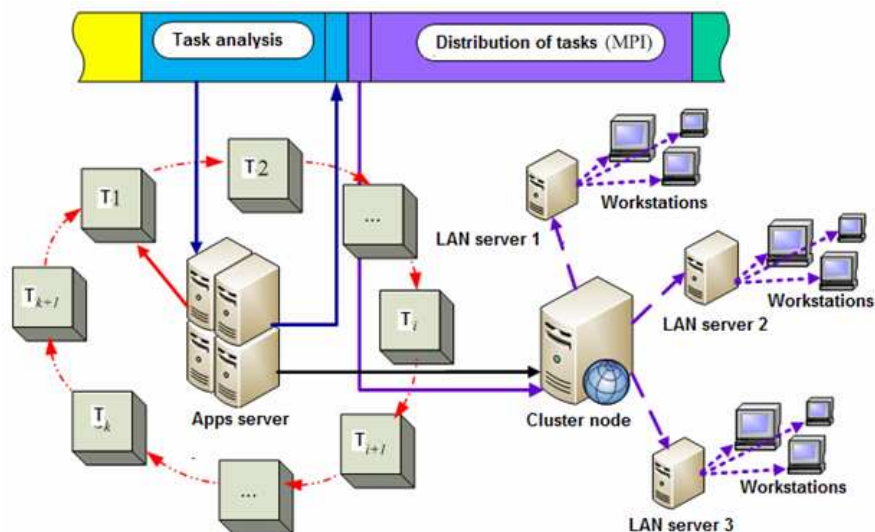 Task analysis
Distribution of tasks (MPI)
T1
T2
...
Tk+1
Ti
Tk
Ti+1
...
Apps server
Cluster node
LAN server 1
Workstations
LAN server 2
Workstations
LAN server 3
Workstations